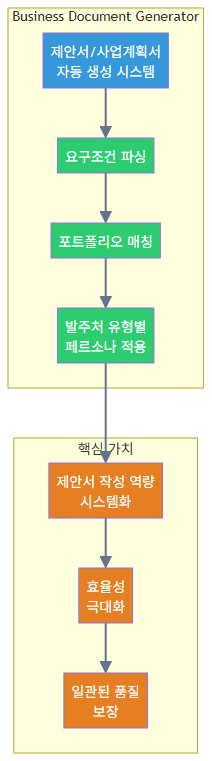 Business Document Generator
제안서/사업계획서
자동 생성 시스템
요구조건 파싱
포트폴리오 매칭
발주처 유형별
페르소나 적용
핵심 가치
제안서 작성 역량
시스템화
효율성
극대화
일관된 품질
보장